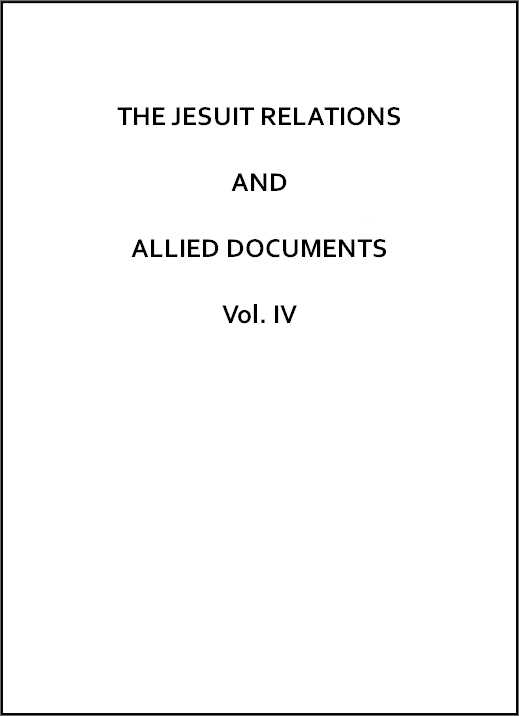 THE JESUIT RELATIONS
AND
ALLIED DOCUMENTS
Vol. IV